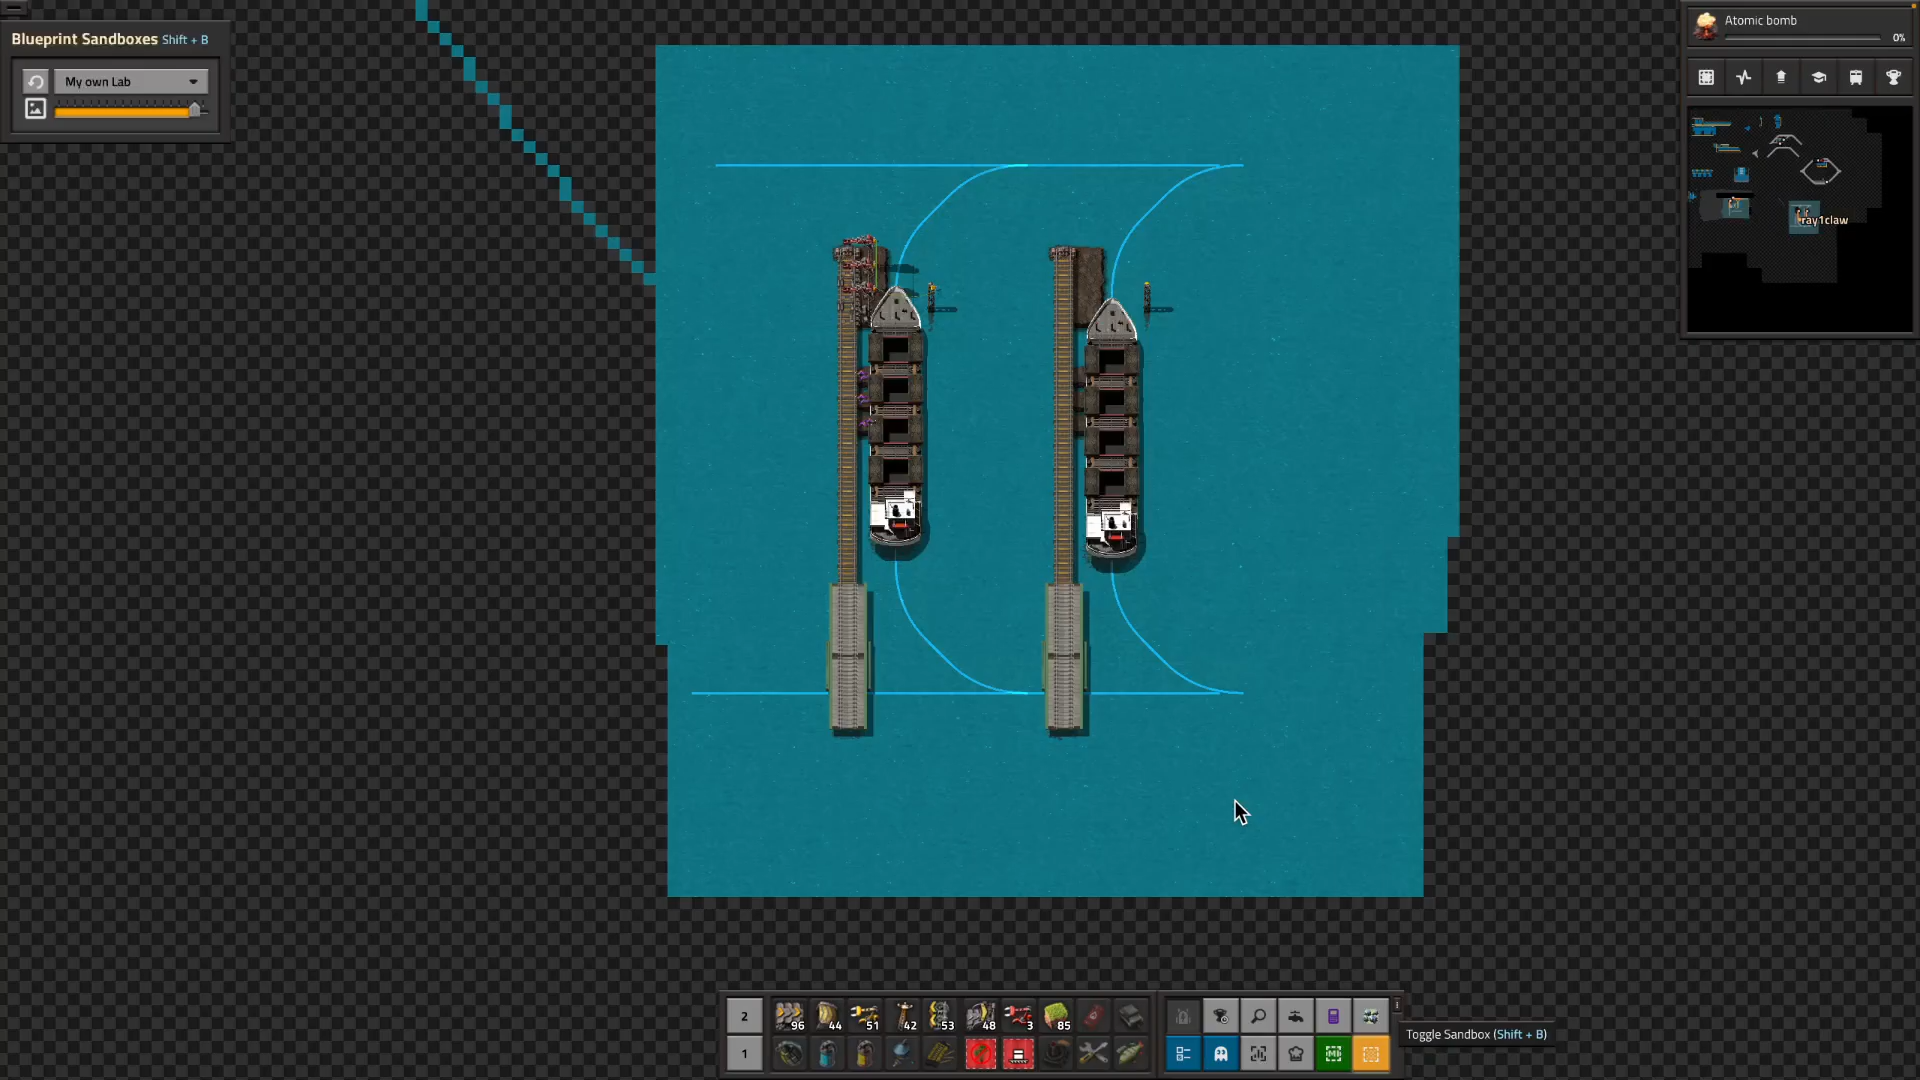 Blueprint Sandboxes Shift + B
My own Lab
Atomic bomb
0%
ray1claw
2
96
44
51
42
53
48
3
85
1
Toggle Sandbox (Shift + B)